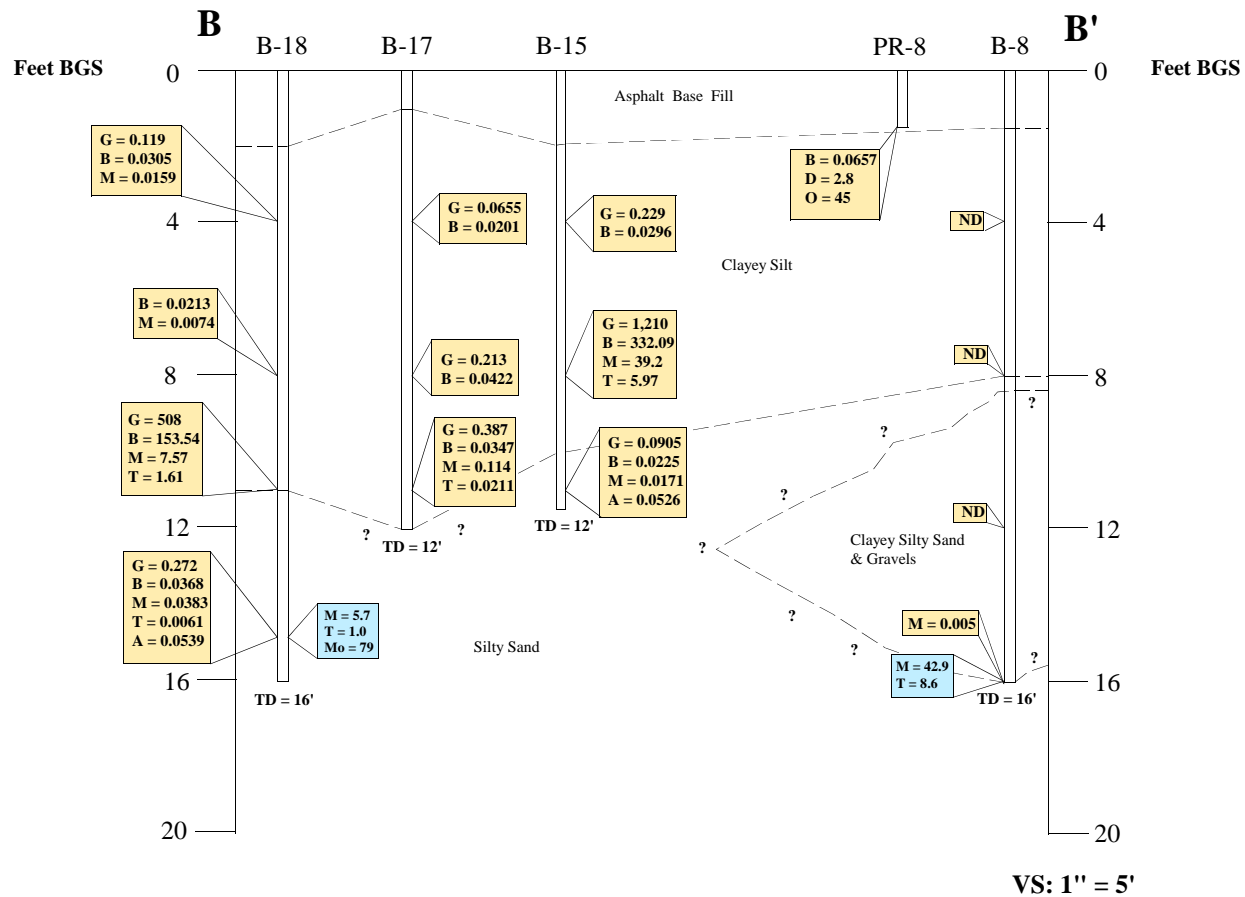 B
B'
B-18
B-17
B-15
PR-8
B-8
Feet BGS
Feet BGS
0
0
Asphalt Base Fill
G = 0.119
B = 0.0305
M = 0.0159
B = 0.0657
D = 2.8
O = 45
G = 0.0655
B = 0.0201
G = 0.229
B = 0.0296
ND
4
4
Clayey Silt
B = 0.0213
M = 0.0074
G = 1,210
B = 332.09
M = 39.2
T = 5.97
G = 0.213
B = 0.0422
ND
8
8
?
G = 508
B = 153.54
M = 7.57
T = 1.61
G = 0.387
B = 0.0347
M = 0.114
T = 0.0211
G = 0.0905
B = 0.0225
M = 0.0171
A = 0.0526
?
?
ND
12
12
?
?
TD = 12'
TD = 12'
?
Clayey Silty Sand
& Gravels
G = 0.272
B = 0.0368
M = 0.0383
T = 0.0061
A = 0.0539
M = 5.7
T = 1.0
Mo = 79
Silty Sand
?
?
M = 0.005
M = 42.9
T = 8.6
?
16
16
TD = 16'
TD = 16'
20
20
VS: 1" = 5'